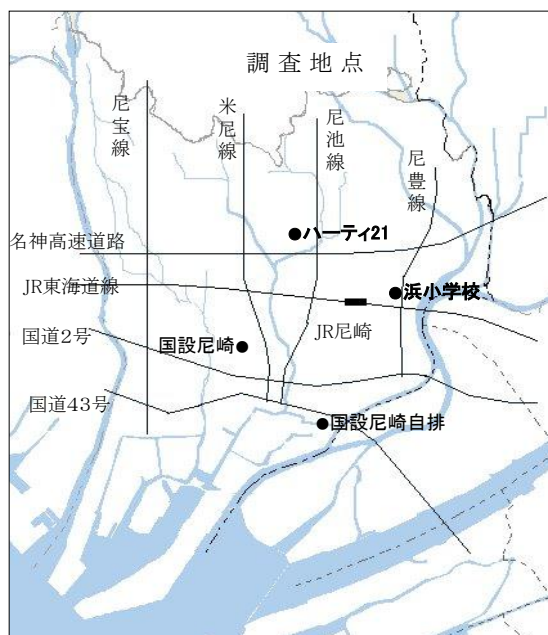 調査地点
尼宝線
米尼線
尼池線
尼豊線
●ハーティ21
名神高速道路
JR東海道線
●浜小学校
国道2号
JR尼崎
国設尼崎●
国道43号
●国設尼崎自排